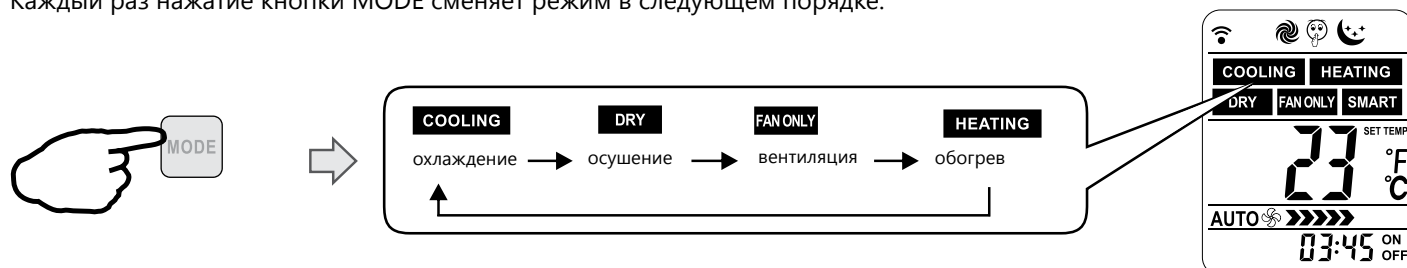 Каждый раз нажатие кнопки MODE сменяет режим в следующем порядке.
MODE
COOLING DRY FAN ONLY HEATING
охлаждение осушение вентиляция обогрев
COOLING HEATING
DRY FAN ONLY SMART
23 SET TEMP
°F
°C
AUTO
03:45 ON
OFF